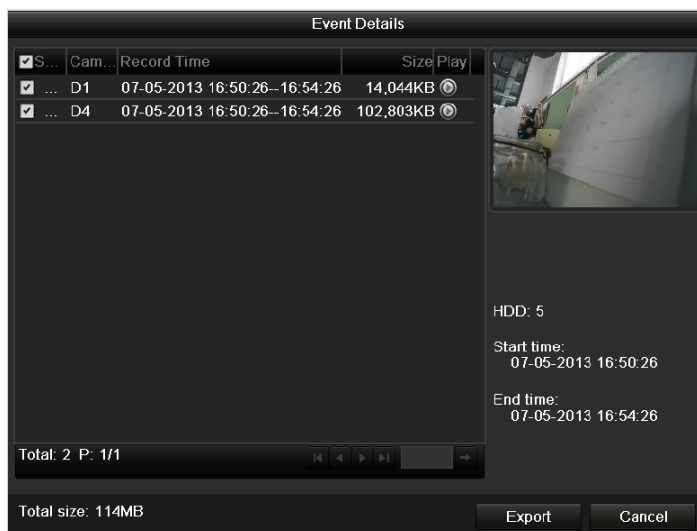 Event Details
S... Cam... Record Time Size Play
... D1 07-05-2013 16:50:26--16:54:26 14,044KB
... D4 07-05-2013 16:50:26--16:54:26 102,803KB
HDD: 5
Start time:
07-05-2013 16:50:26
End time:
07-05-2013 16:54:26
Total: 2 P: 1/1
Total size: 114MB
Export Cancel